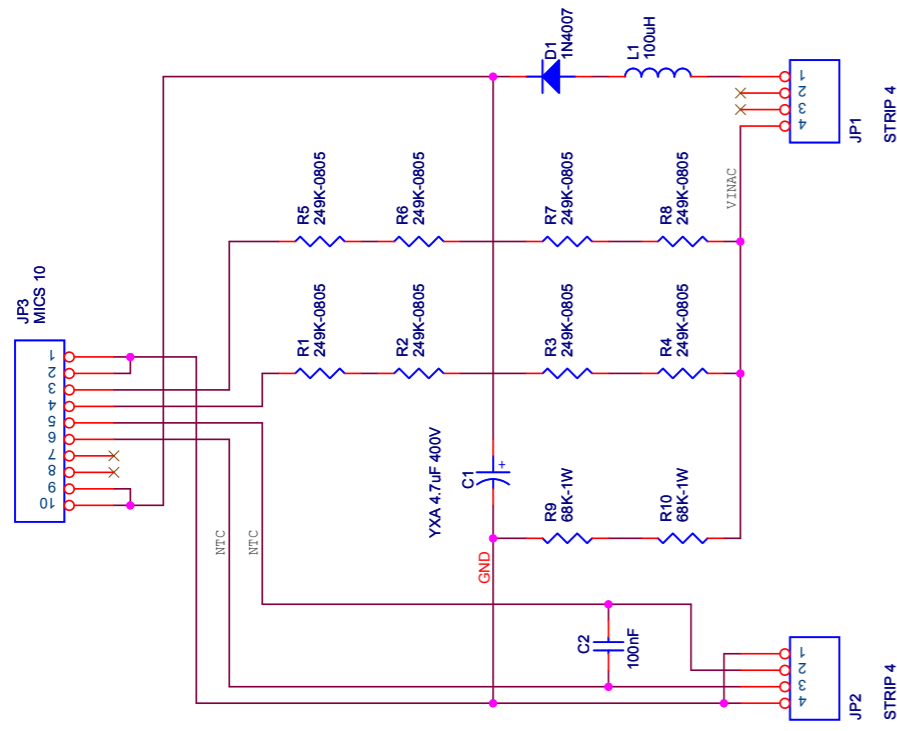 D1
1N4007
L1
100uH
1
2
3
4
JP1
STRIP 4
VINAC
R5
249K-0805
R6
249K-0805
R7
249K-0805
R8
249K-0805
JP3
MICS 10
1
2
3
4
5
6
7
8
9
10
R1
249K-0805
R2
249K-0805
R3
249K-0805
R4
249K-0805
YXA 4.7uF 400V
C1
+
R9
68K-1W
R10
68K-1W
NTC
NTC
GND
C2
100nF
1
2
3
4
JP2
STRIP 4